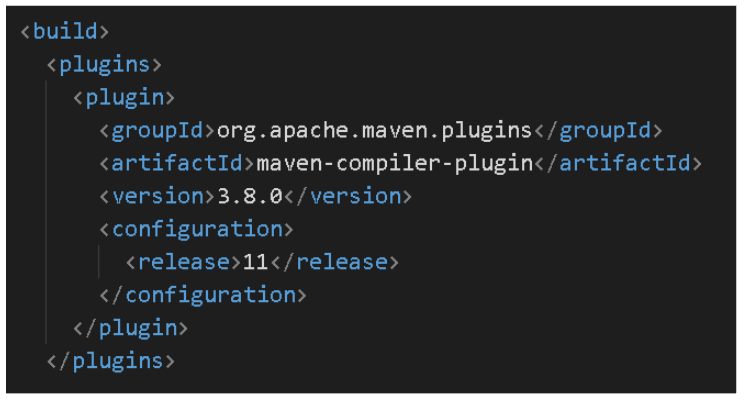 <build>
<plugins>
<plugin>
<groupId>org.apache.maven.plugins</groupId>
<artifactId>maven-compiler-plugin</artifactId>
<version>3.8.0</version>
<configuration>
<release>11</release>
</configuration>
</plugin>
</plugins>